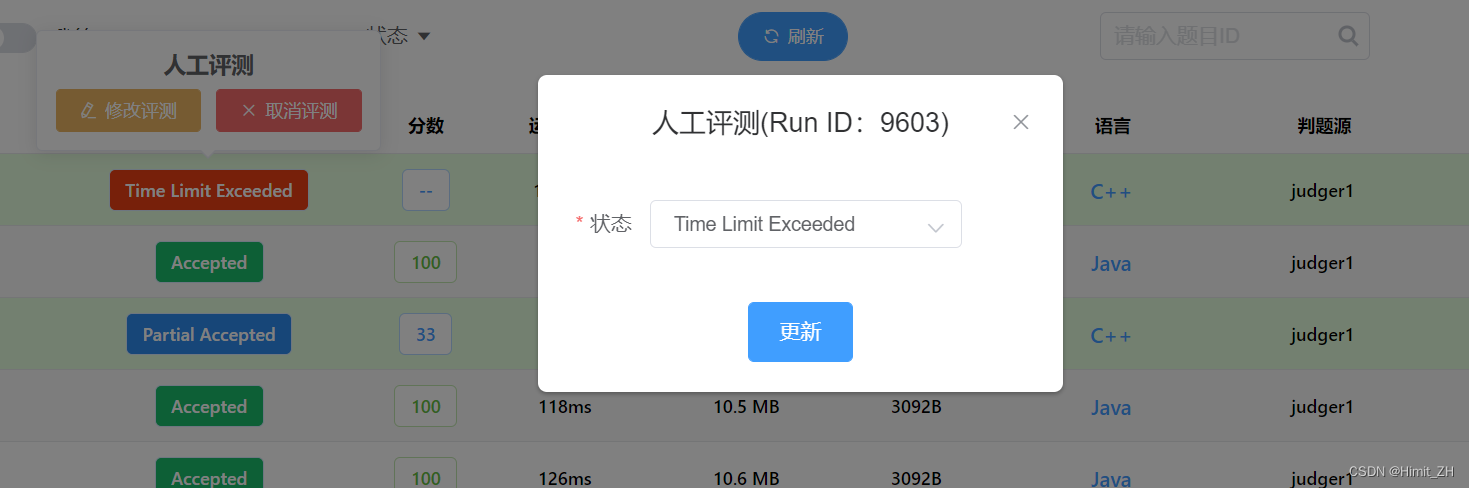 状态
刷新
请输入题目ID
人工评测
修改评测
取消评测
人工评测(Run ID：9603)
分数
语言
判题源
Time Limit Exceeded
--
* 状态
Time Limit Exceeded
C++
judger1
Accepted
100
Java
judger1
Partial Accepted
33
更新
C++
judger1
Accepted
100
118ms
10.5 MB
3092B
Java
judger1
Accepted
100
126ms
10.6 MB
3092B
Java
judger1
CSDN @Himit_ZH